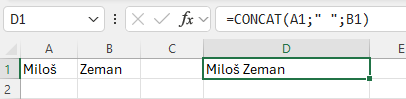 D1 fx =CONCAT(A1;" ";B1)
A B C D E
1 Miloš Zeman Miloš Zeman
2